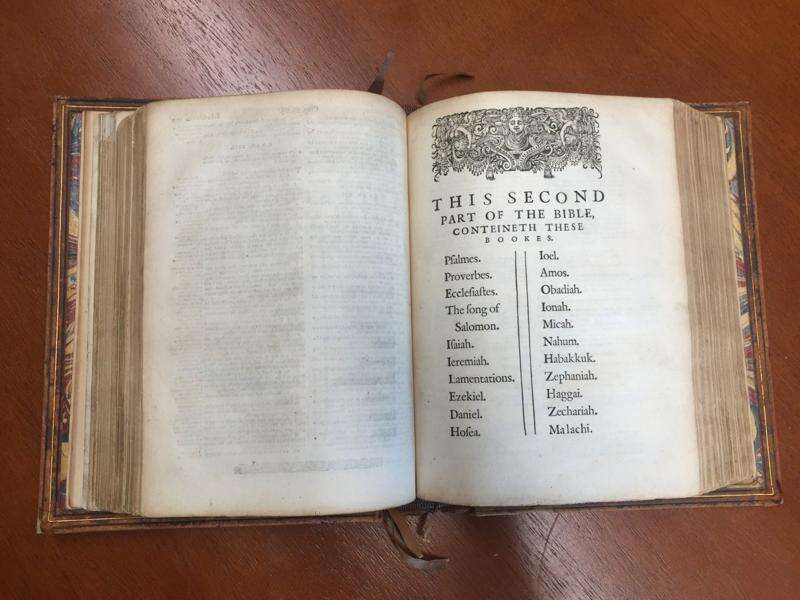 THIS SECOND
PART OF THE BIBLE,
CONTEINETH THESE
BOOKES.
Pſalmes.
Proverbes.
Eccleſiaſtes.
The ſong of
Salomon.
Iſaiah.
Ieremiah.
Lamentations.
Ezekiel.
Daniel.
Hoſea.
Ioel.
Amos.
Obadiah.
Ionah.
Micah.
Nahum.
Habakkuk.
Zephaniah.
Haggai.
Zechariah.
Malachi.